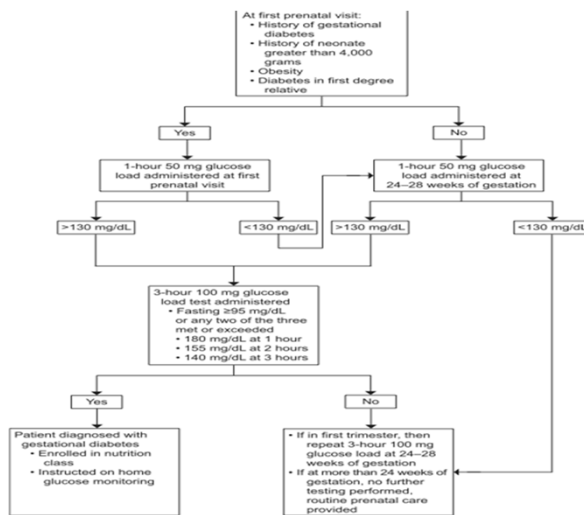 At first prenatal visit:
• History of gestational
diabetes
• History of neonate
greater than 4,000
grams
• Obesity
• Diabetes in first degree
relative
Yes
No
1-hour 50 mg glucose
load administered at first
prenatal visit
1-hour 50 mg glucose
load administered at
24–28 weeks of gestation
>130 mg/dL
<130 mg/dL
>130 mg/dL
<130 mg/dL
3-hour 100 mg glucose
load test administered
• Fasting ≥95 mg/dL
or any two of the three
met or exceeded
• 180 mg/dL at 1 hour
• 155 mg/dL at 2 hours
• 140 mg/dL at 3 hours
Yes
No
Patient diagnosed with
gestational diabetes
• Enrolled in nutrition
class
• Instructed on home
glucose monitoring
• If in first trimester, then
repeat 3-hour 100 mg
glucose load at 24–28
weeks of gestation
• If at more than 24 weeks of
gestation, no further
testing performed,
routine prenatal care
provided